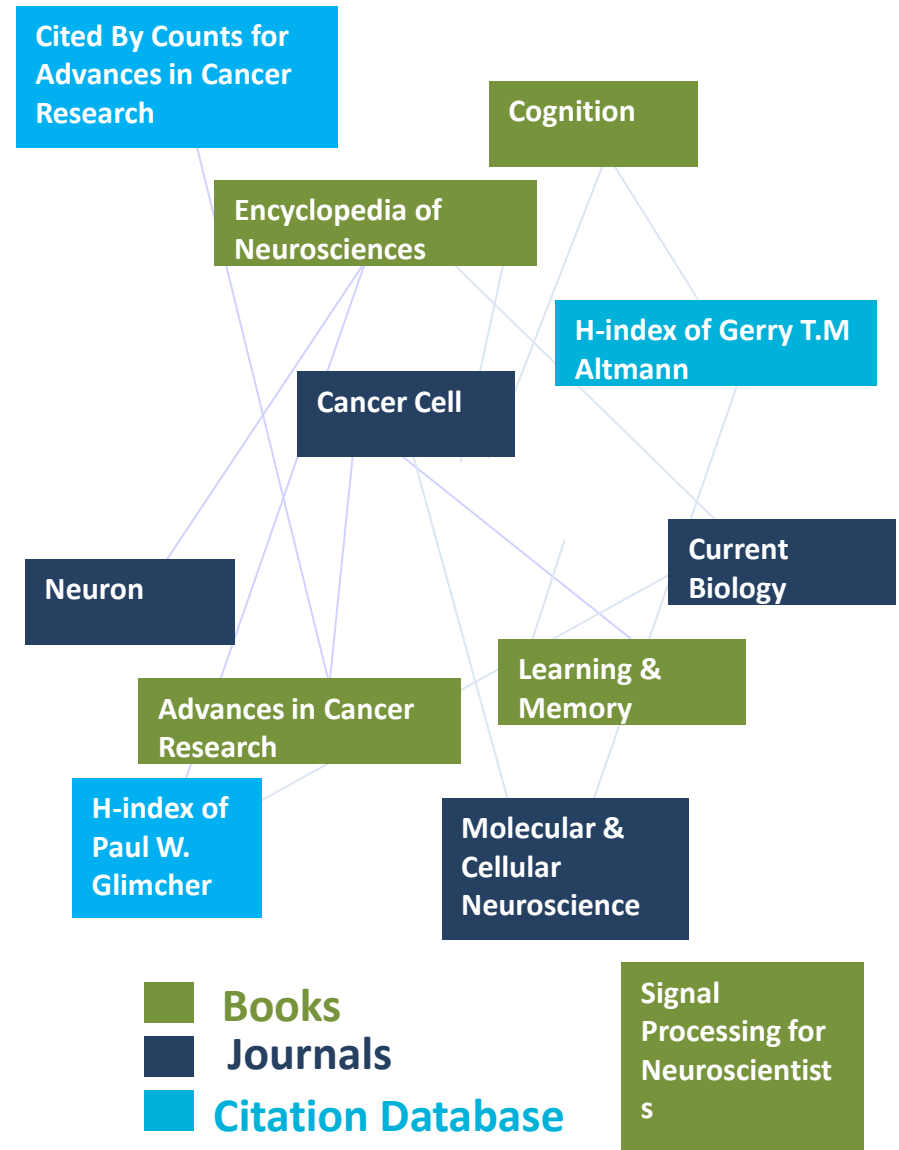 Cited By Counts for
Advances in Cancer
Research
Cognition
Encyclopedia of
Neurosciences
H-index of Gerry T.M
Altmann
Cancer Cell
Current
Biology
Neuron
Learning &
Memory
Advances in Cancer
Research
H-index of
Paul W.
Glimcher
Molecular &
Cellular
Neuroscience
Signal
Processing for
Neuroscientist
s
Books
Journals
Citation Database